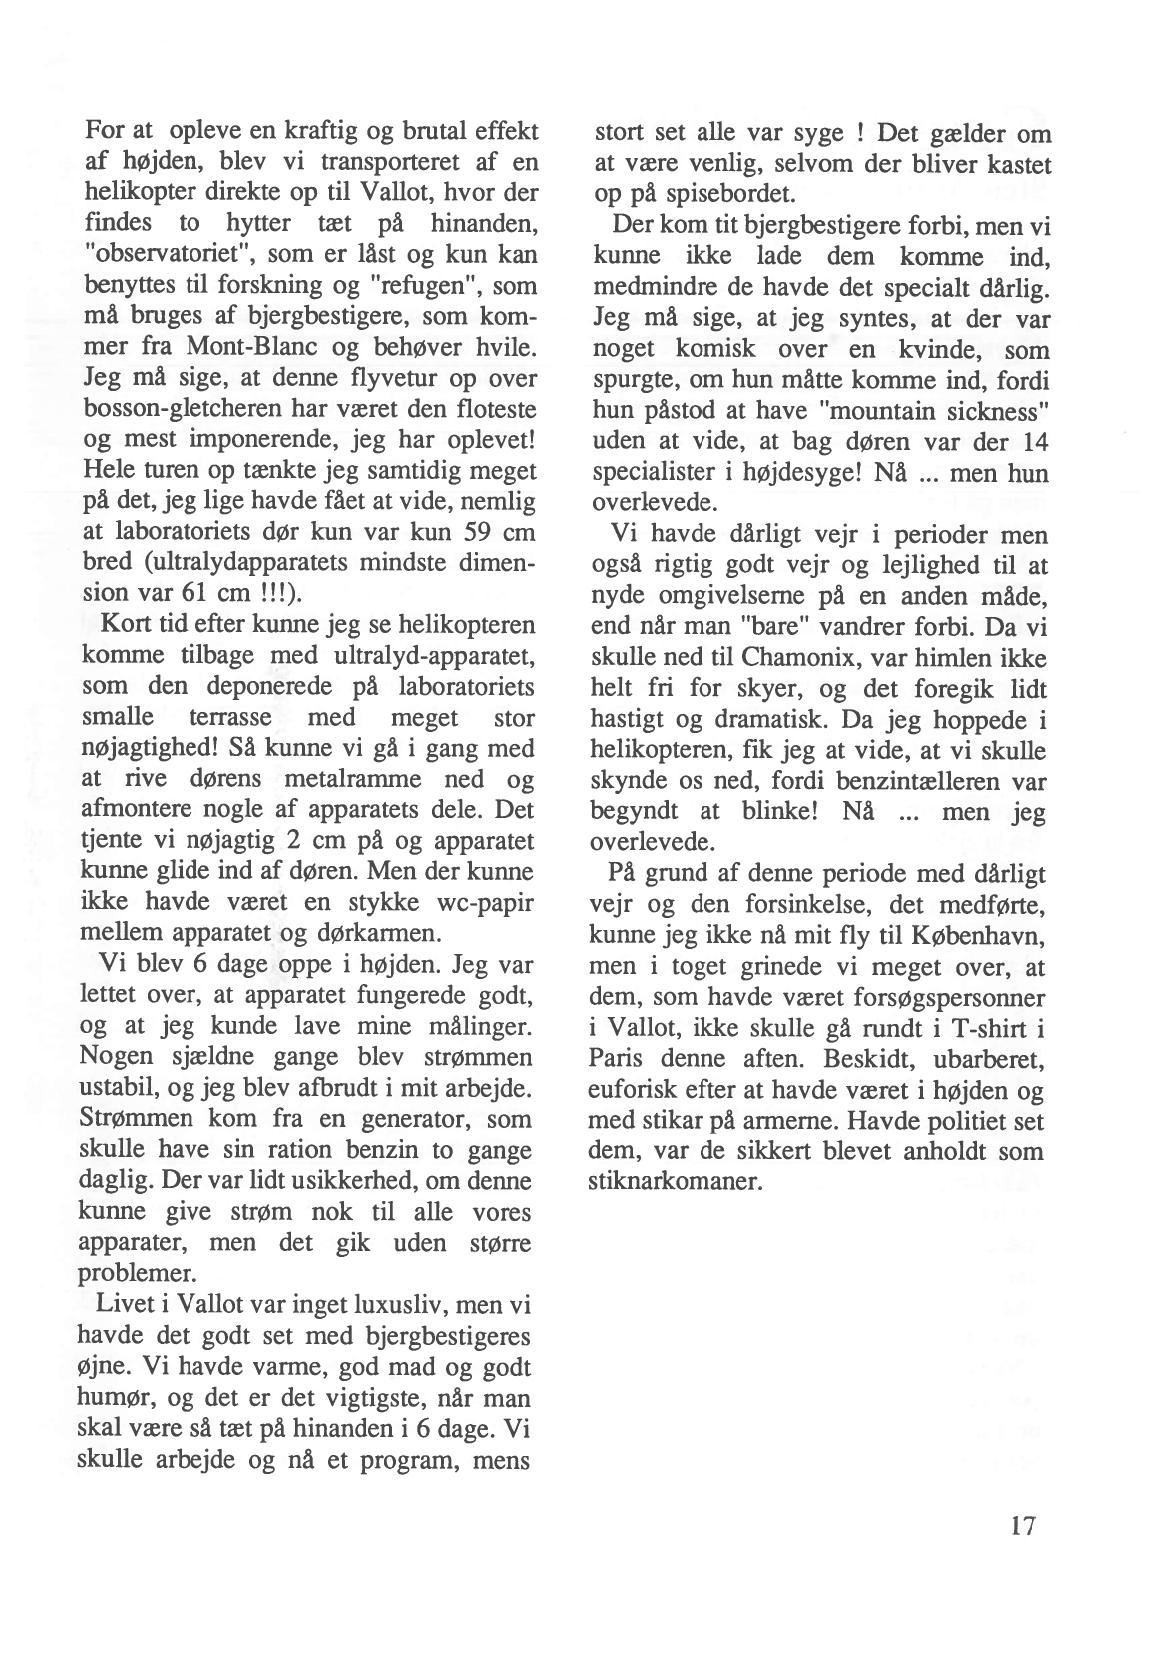 For at opleve en kraftig og brutal effekt
af højden, blev vi transporteret af en
helikopter direkte op til Vallot, hvor der
findes to hytter tæt på hinanden,
"observatoriet", som er låst og kun kan
benyttes til forskning og "refugen", som
må bruges af bjergbestigere, som kom-
mer fra Mont-Blanc og behøver hvile.
Jeg må sige, at denne flyvetur op over
bosson-gletcheren har været den floteste
og mest imponerende, jeg har oplevet!
Hele turen op tænkte jeg samtidig meget
på det, jeg lige havde fået at vide, nemlig
at laboratoriets dør kun var kun 59 cm
bred (ultralydapparatets mindste dimen-
sion var 61 cm !!!).
Kort tid efter kunne jeg se helikopteren
komme tilbage med ultralyd-apparatet,
som den deponerede på laboratoriets
smalle terrasse med meget stor
nøjagtighed! Så kunne vi gå i gang med
at rive dørens metalramme ned og
afmontere nogle af apparatets dele. Det
tjente vi nøjagtig 2 cm på og apparatet
kunne glide ind af døren. Men der kunne
ikke havde været en stykke wc-papir
mellem apparatet og dørkarmen.
Vi blev 6 dage oppe i højden. Jeg var
lettet over, at apparatet fungerede godt,
og at jeg kunde lave mine målinger.
Nogen sjældne gange blev strømmen
ustabil, og jeg blev afbrudt i mit arbejde.
Strømmen kom fra en generator, som
skulle have sin ration benzin to gange
daglig. Der var lidt usikkerhed, om denne
kunne give strøm nok til alle vores
apparater, men det gik uden større
problemer.
Livet i Vallot var inget luxusliv, men vi
havde det godt set med bjergbestigeres
øjne. Vi havde varme, god mad og godt
humør, og det er det vigtigste, når man
skal være så tæt på hinanden i 6 dage. Vi
skulle arbejde og nå et program, mens
stort set alle var syge ! Det gælder om
at være venlig, selvom der bliver kastet
op på spisebordet.
Der kom tit bjergbestigere forbi, men vi
kunne ikke lade dem komme ind,
medmindre de havde det specialt dårlig.
Jeg må sige, at jeg syntes, at der var
noget komisk over en kvinde, som
spurgte, om hun måtte komme ind, fordi
hun påstod at have "mountain sickness"
uden at vide, at bag døren var der 14
specialister i højdesyge! Nå ... men hun
overlevede.
Vi havde dårligt vejr i perioder men
også rigtig godt vejr og lejlighed til at
nyde omgivelserne på en anden måde,
end når man "bare" vandrer forbi. Da vi
skulle ned til Chamonix, var himlen ikke
helt fri for skyer, og det foregik lidt
hastigt og dramatisk. Da jeg hoppede i
helikopteren, fik jeg at vide, at vi skulle
skynde os ned, fordi benzintælleren var
begyndt at blinke! Nå ... men jeg
overlevede.
På grund af denne periode med dårligt
vejr og den forsinkelse, det medførte,
kunne jeg ikke nå mit fly til København,
men i toget grinede vi meget over, at
dem, som havde været forsøgspersonner
i Vallot, ikke skulle gå rundt i T-shirt i
Paris denne aften. Beskidt, ubarberet,
euforisk efter at havde været i højden og
med stikar på armerne. Havde politiet set
dem, var de sikkert blevet anholdt som
stiknarkomaner.
17